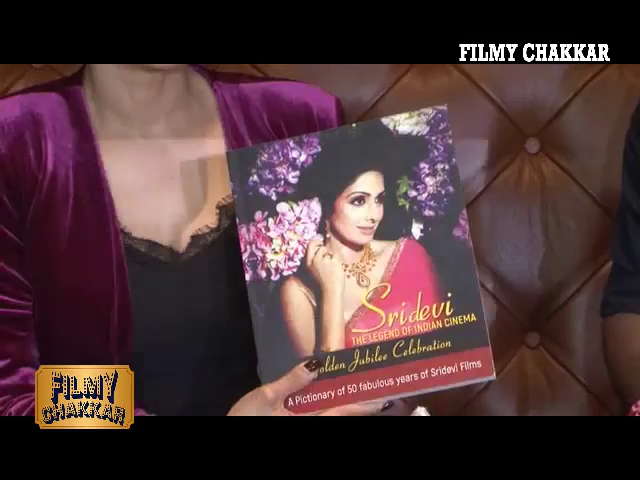 FILMY CHAKKAR
Sridevi
THE LEGEND OF INDIAN CINEMA
Golden Jubilee Celebration
A Pictionary of 50 fabulous years of Sridevi Films
FILMY
CHAKKAR